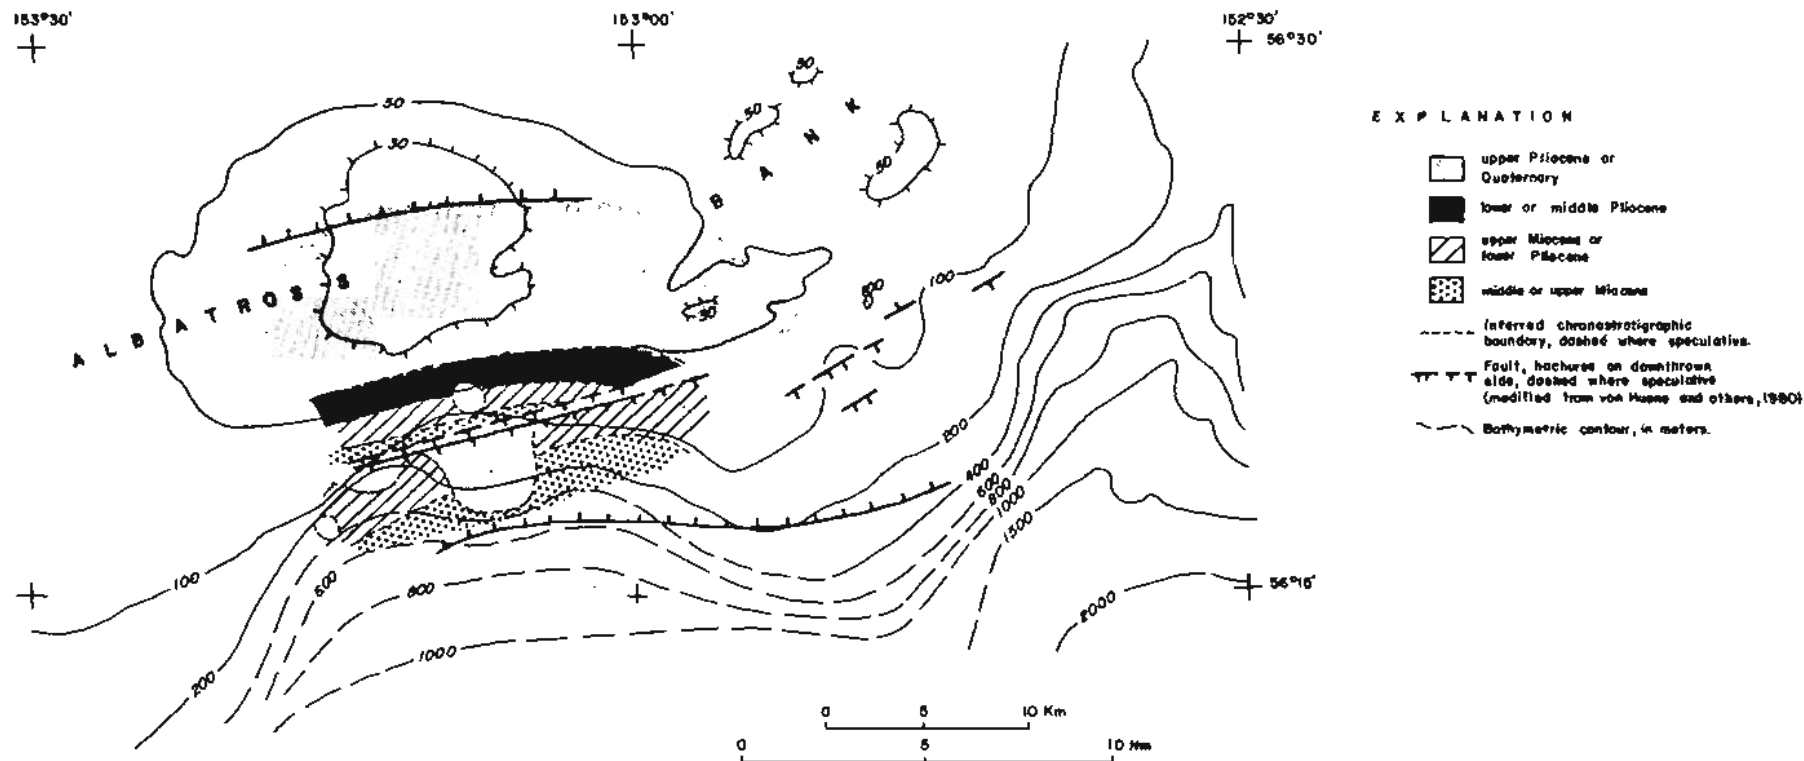 153°30'
153°00'
152°30'
56°30'
50
50
50
30
50
B A N K
A L B A T R O S S
30
100
EXPLANATION
upper Pliocene or
Quaternary
lower or middle Pliocene
upper Miocene or
lower Pliocene
middle or upper Miocene
Inferred chronostratigraphic
boundary, dashed where speculative.
Fault, hachures on downthrown
side, dashed where speculative
(modified from von Huene and others, 1980)
Bathymetric contour, in meters.
200
400
600
800
1000
1500
100
600
800
56°15'
2000
1000
200
0 5 10 Km
0 5 10 Nm